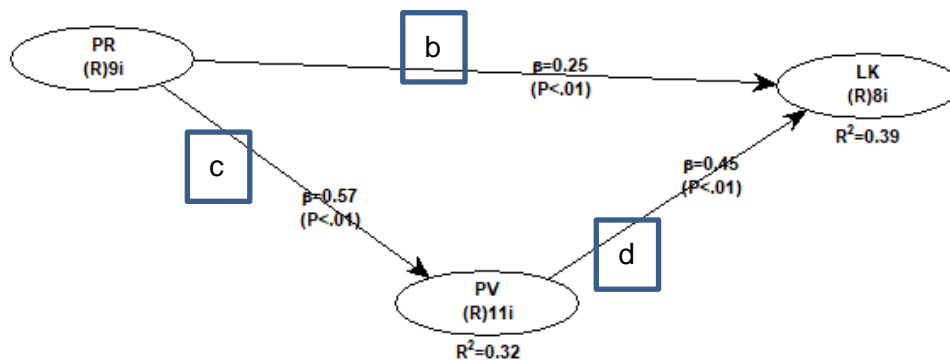 PR
(R)9i
b
β=0.25
(P<.01)
LK
(R)8i
R²=0.39
c
β=0.57
(P<.01)
β=0.45
(P<.01)
d
PV
(R)11i
R²=0.32